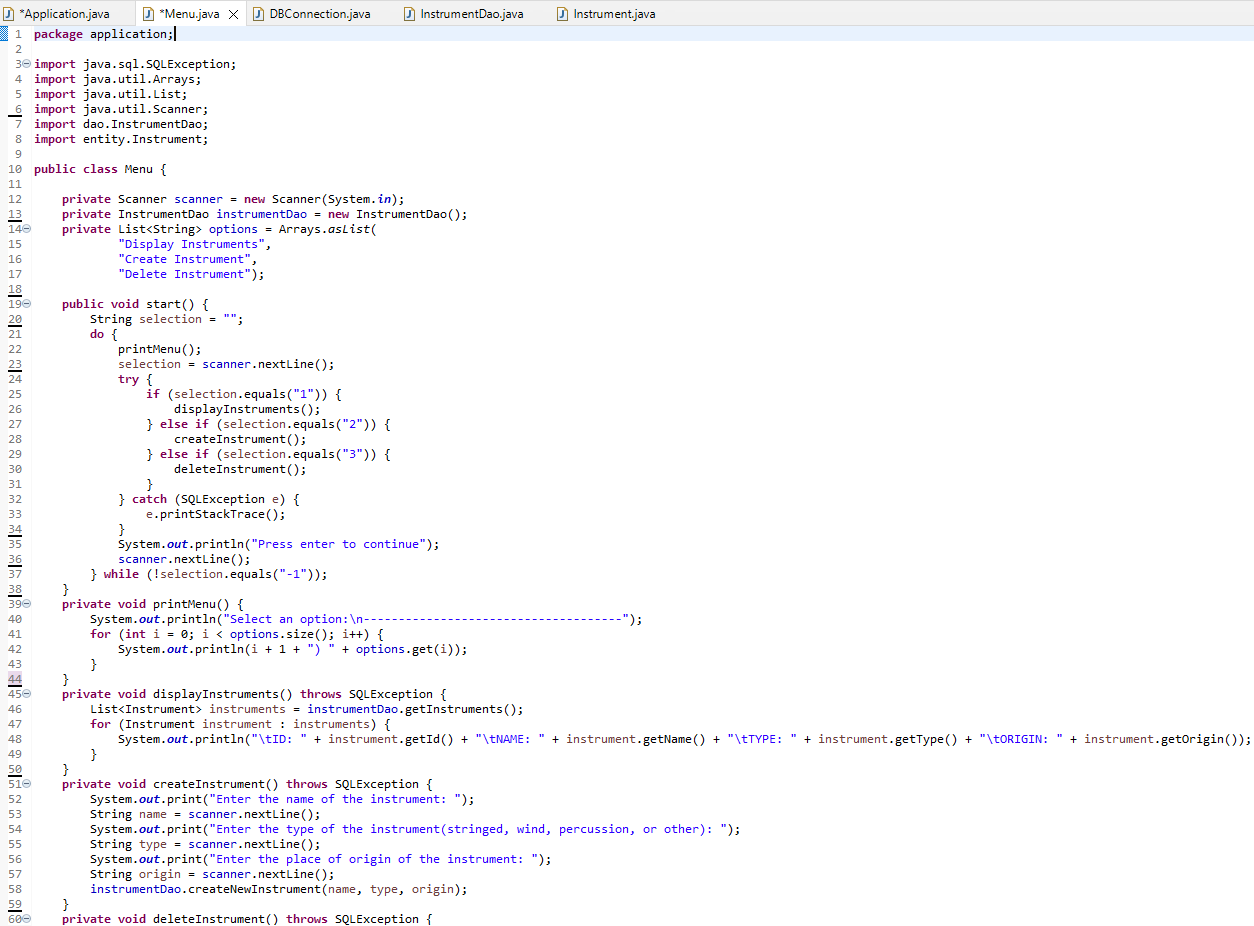 *Application.java *Menu.java DBConnection.java InstrumentDao.java Instrument.java
1 package application;
2
3 import java.sql.SQLException;
4 import java.util.Arrays;
5 import java.util.List;
6 import java.util.Scanner;
7 import dao.InstrumentDao;
8 import entity.Instrument;
9
10 public class Menu {
11
12     private Scanner scanner = new Scanner(System.in);
13     private InstrumentDao instrumentDao = new InstrumentDao();
14     private List<String> options = Arrays.asList(
15             "Display Instruments",
16             "Create Instrument",
17             "Delete Instrument");
18
19     public void start() {
20         String selection = "";
21         do {
22             printMenu();
23             selection = scanner.nextLine();
24             try {
25                 if (selection.equals("1")) {
26                     displayInstruments();
27                 } else if (selection.equals("2")) {
28                     createInstrument();
29                 } else if (selection.equals("3")) {
30                     deleteInstrument();
31                 }
32             } catch (SQLException e) {
33                 e.printStackTrace();
34             }
35             System.out.println("Press enter to continue");
36             scanner.nextLine();
37         } while (!selection.equals("-1"));
38     }
39     private void printMenu() {
40         System.out.println("Select an option:\n-------------------------------------");
41         for (int i = 0; i < options.size(); i++) {
42             System.out.println(i + 1 + ") " + options.get(i));
43         }
44     }
45     private void displayInstruments() throws SQLException {
46         List<Instrument> instruments = instrumentDao.getInstruments();
47         for (Instrument instrument : instruments) {
48             System.out.println("\tID: " + instrument.getId() + "\tNAME: " + instrument.getName() + "\tTYPE: " + instrument.getType() + "\tORIGIN: " + instrument.getOrigin());
49         }
50     }
51     private void createInstrument() throws SQLException {
52         System.out.print("Enter the name of the instrument: ");
53         String name = scanner.nextLine();
54         System.out.print("Enter the type of the instrument(stringed, wind, percussion, or other): ");
55         String type = scanner.nextLine();
56         System.out.print("Enter the place of origin of the instrument: ");
57         String origin = scanner.nextLine();
58         instrumentDao.createNewInstrument(name, type, origin);
59     }
60     private void deleteInstrument() throws SQLException {